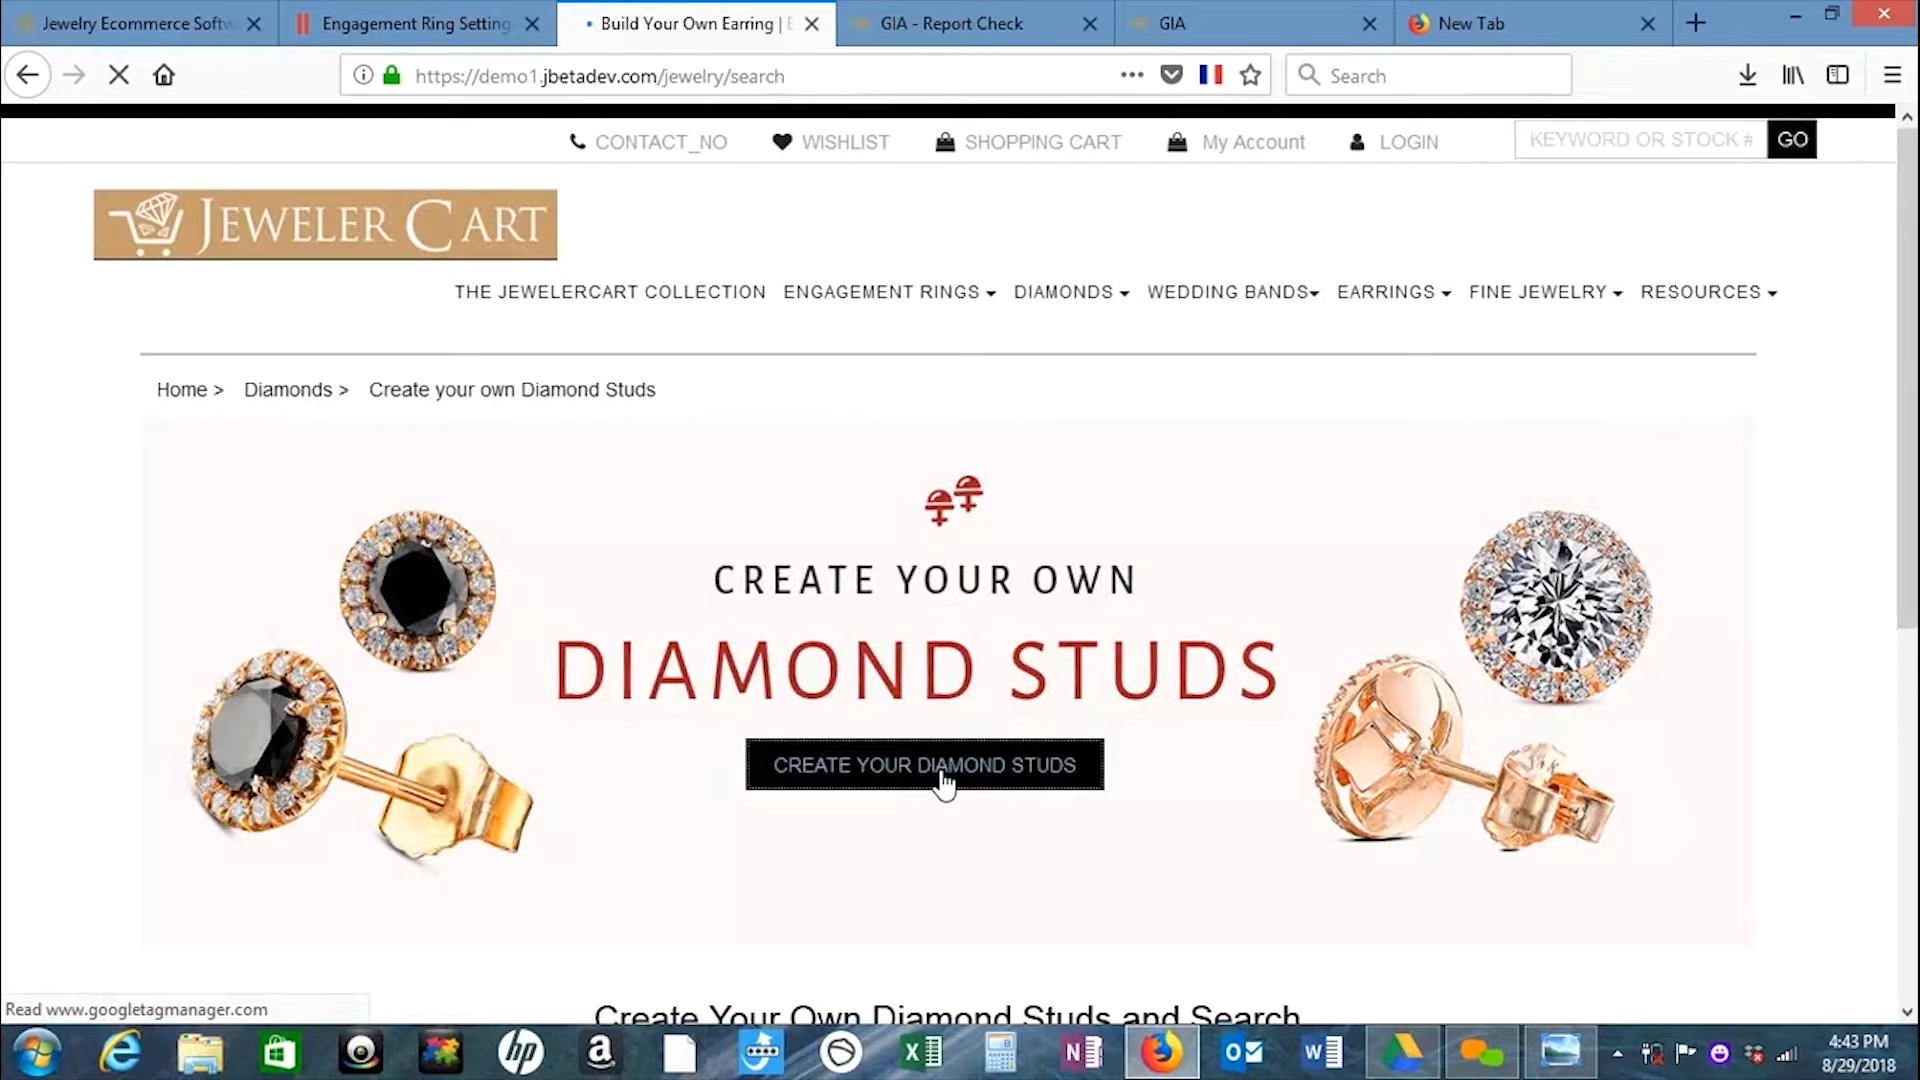 Jewelry Ecommerce Softw
Engagement Ring Setting
Build Your Own Earring | E
GIA - Report Check
GIA
New Tab
https://demo1.jbetadev.com/jewelry/search
Search
CONTACT_NO
WISHLIST
SHOPPING CART
My Account
LOGIN
KEYWORD OR STOCK #
GO
JEWELER CART
THE JEWELERCART COLLECTION
ENGAGEMENT RINGS
DIAMONDS
WEDDING BANDS
EARRINGS
FINE JEWELRY
RESOURCES
Home >
Diamonds >
Create your own Diamond Studs
CREATE YOUR OWN
DIAMOND STUDS
CREATE YOUR DIAMOND STUDS
Create Your Own Diamond Studs and Search
Read www.googletagmanager.com
4:43 PM
8/29/2018